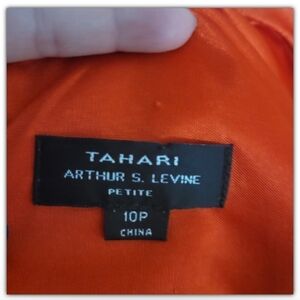 TAHARI
ARTHUR S. LEVINE
PETITE
10P
CHINA